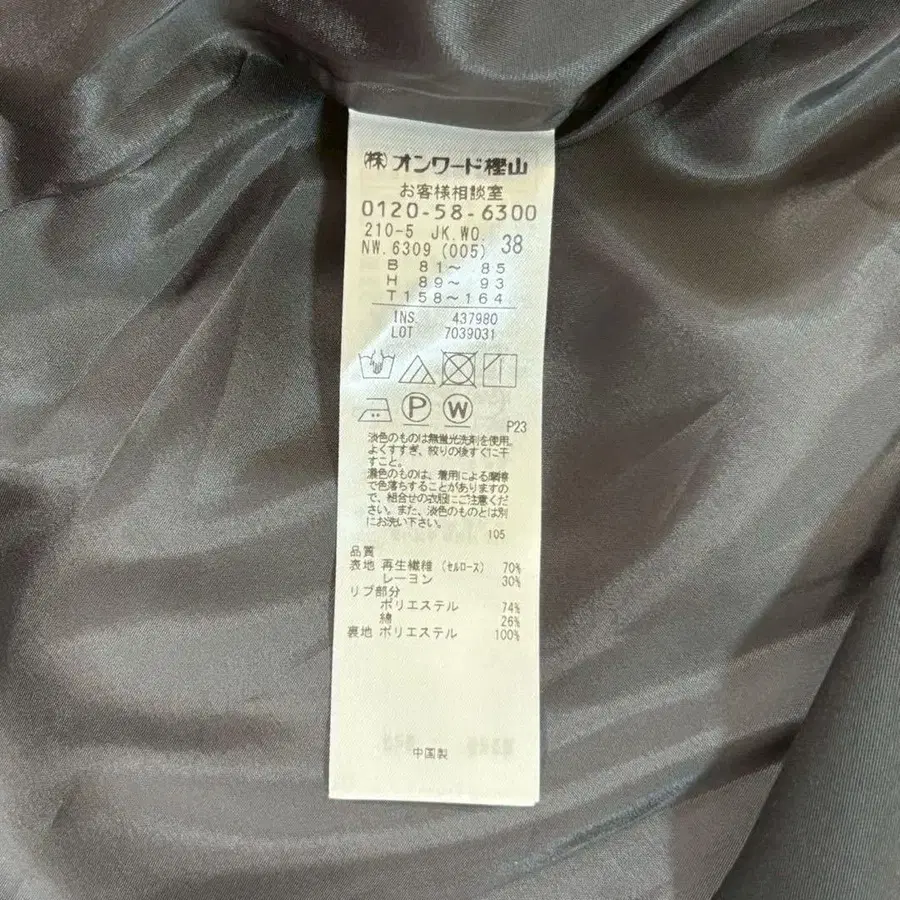 (株)オンワード樫山
お客様相談室
0120-58-6300
210-5 JK.WO.
NW.6309 (005) 38
B 81〜 85
H 89〜 93
T158〜164
INS. 437980
LOT 7039031
P W
P23
淡色のものは無蛍光洗剤を使用。
よくすすぎ、絞りの後すぐに干
すこと。
濃色のものは、着用による摩擦
で色落ちすることがありますの
で、組合せの衣服にご注意くだ
さい。また、淡色のものとは別
にお洗い下さい。
105
品質
表地 再生繊維 (セルロース) 70%
レーヨン 30%
リブ部分
ポリエステル 74%
綿 26%
裏地 ポリエステル 100%
中国製